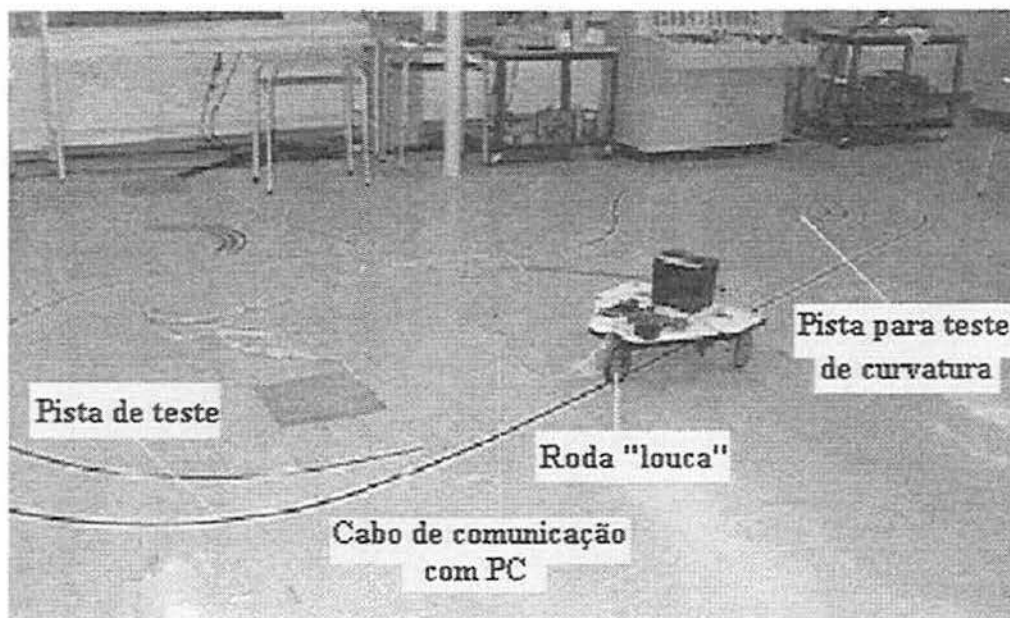 Pista para teste
de curvatura
Pista de teste
Roda "louca"
Cabo de comunicação
com PC